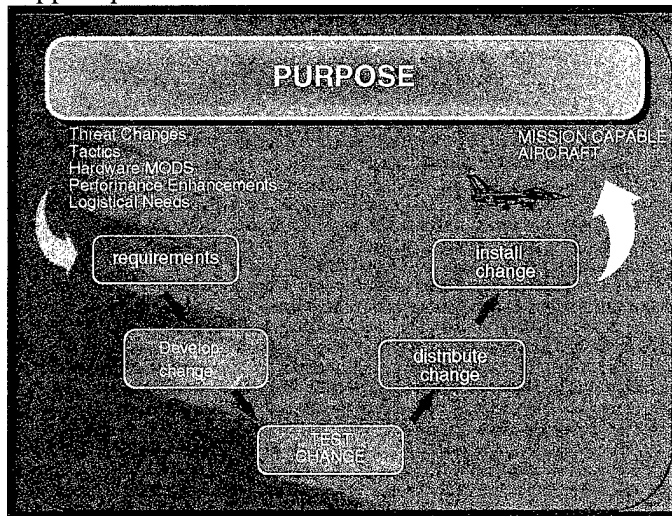 PURPOSE
Threat Changes
Tactics
Hardware MODS
Performance Enhancements
Logistical Needs
MISSION CAPABLE
AIRCRAFT
requirements
install
change
Develop
change
distribute
change
TEST
CHANGE